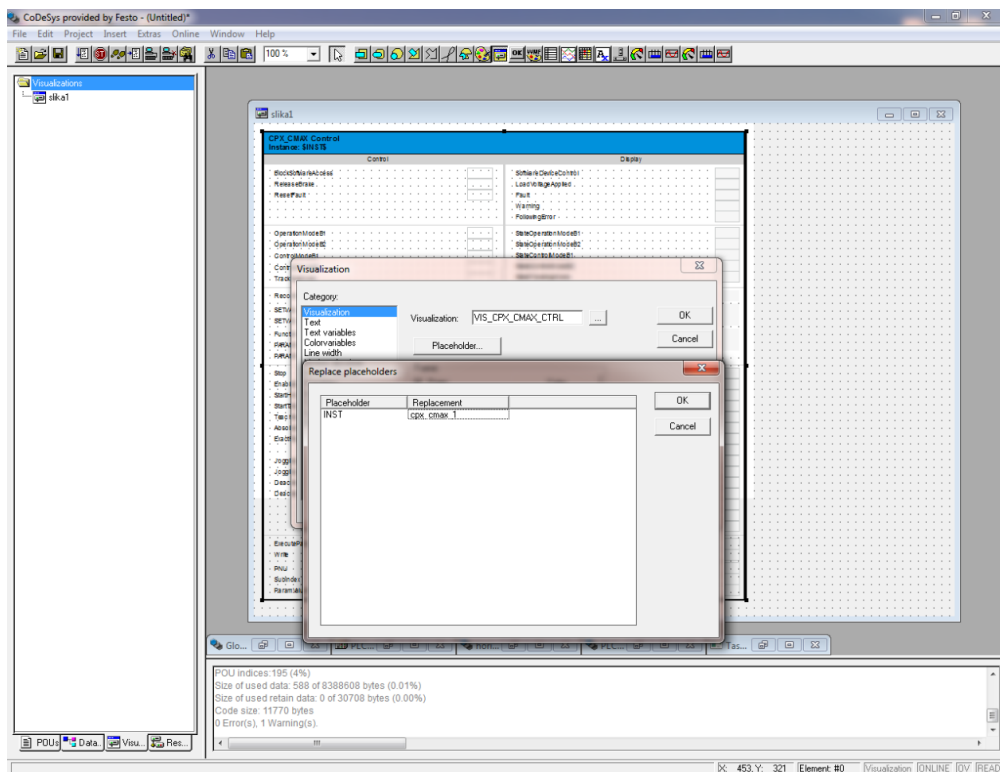 CoDeSys provided by Festo - (Untitled)*
File Edit Project Insert Extras Online Window Help
100 %
Visualizations
slika1
slika1
CPX_CMAX Control
Instance: $INST$
Control Display
BlockSoftwareAccess SoftwareDeviceControl
ReleaseBrake LoadVoltageApplied
ResetFault Fault
Warning
FollowingError
OperationModeB1 StateOperationModeB1
OperationModeB2 StateOperationModeB2
ControlModeB1 StateControlModeB1
Visualization
Category:
Visualization
Text
Text variables
Colorvariables
Line width
Visualization: VIS_CPX_CMAX_CTRL ...
Placeholder...
OK
Cancel
Replace placeholders
Placeholder Replacement
INST cpx_cmax_1
OK
Cancel
Stop
Write
PNU
Glo... PLC... PLC... Tas...
POU indices:195 (4%)
Size of used data: 588 of 8388608 bytes (0.01%)
Size of used retain data: 0 of 30708 bytes (0.00%)
Code size: 11770 bytes
0 Error(s), 1 Warning(s).
POUs Data... Visu... Res...
X: 453, Y: 321 Element: #0 Visualization ONLINE OV READ